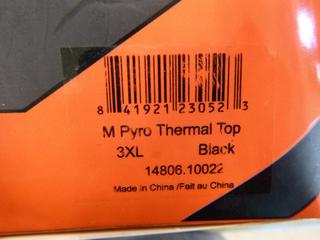 8 41921 23052 3
M Pyro Thermal Top
3XL Black
14806.10022
Made in China /Fait au China